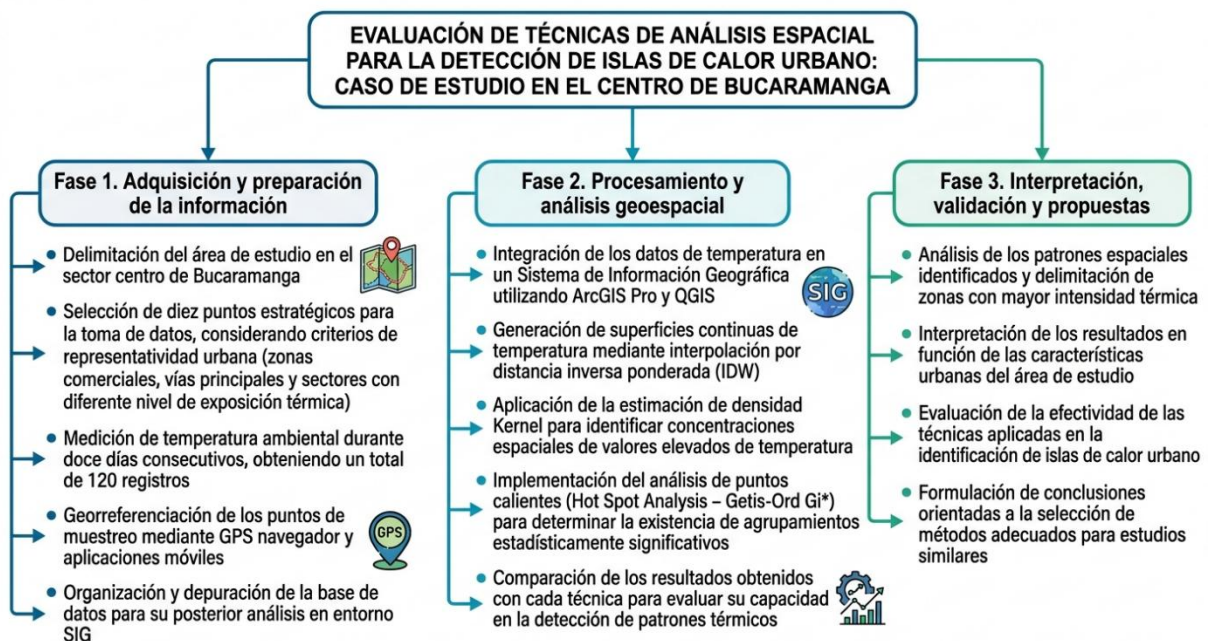 EVALUACIÓN DE TÉCNICAS DE ANÁLISIS ESPACIAL
PARA LA DETECCIÓN DE ISLAS DE CALOR URBANO:
CASO DE ESTUDIO EN EL CENTRO DE BUCARAMANGA
Fase 1. Adquisición y preparación
de la información
• Delimitación del área de estudio en el
sector centro de Bucaramanga
• Selección de diez puntos estratégicos para
la toma de datos, considerando criterios de
representatividad urbana (zonas
comerciales, vías principales y sectores con
diferente nivel de exposición térmica)
• Medición de temperatura ambiental durante
doce días consecutivos, obteniendo un total
de 120 registros
• Georreferenciación de los puntos de
muestreo mediante GPS navegador y
aplicaciones móviles
GPS
• Organización y depuración de la base de
datos para su posterior análisis en entorno
SIG
Fase 2. Procesamiento y
análisis geoespacial
• Integración de los datos de temperatura en
un Sistema de Información Geográfica
utilizando ArcGIS Pro y QGIS
SIG
• Generación de superficies continuas de
temperatura mediante interpolación por
distancia inversa ponderada (IDW)
• Aplicación de la estimación de densidad
Kernel para identificar concentraciones
espaciales de valores elevados de temperatura
• Implementación del análisis de puntos
calientes (Hot Spot Analysis – Getis-Ord Gi*)
para determinar la existencia de agrupamientos
estadísticamente significativos
• Comparación de los resultados obtenidos
con cada técnica para evaluar su capacidad
en la detección de patrones térmicos
Fase 3. Interpretación,
validación y propuestas
• Análisis de los patrones espaciales
identificados y delimitación de
zonas con mayor intensidad térmica
• Interpretación de los resultados en
función de las características
urbanas del área de estudio
• Evaluación de la efectividad de las
técnicas aplicadas en la
identificación de islas de calor urbano
• Formulación de conclusiones
orientadas a la selección de
métodos adecuados para estudios
similares